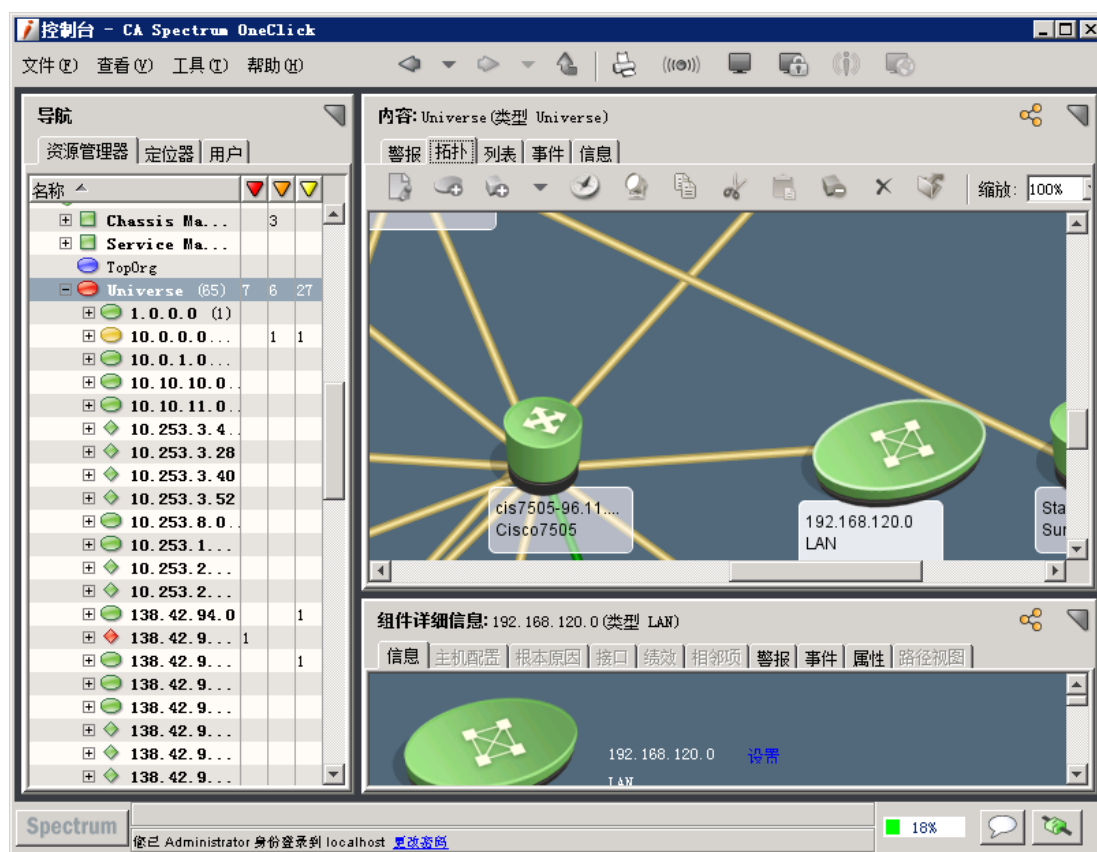 控制台 - CA Spectrum OneClick
文件(F) 查看(V) 工具(T) 帮助(H)
导航
资源管理器 定位器 用户
名称
Chassis Ma... 3
Service Ma...
TopOrg
Universe (65) 7 6 27
1.0.0.0 (1)
10.0.0.0... 1 1
10.0.1.0...
10.10.10.0..
10.10.11.0..
10.253.3.4..
10.253.3.28
10.253.3.40
10.253.3.52
10.253.8.0..
10.253.1...
10.253.2...
10.253.2...
138.42.94.0 1
138.42.9... 1
138.42.9... 1
138.42.9...
138.42.9...
138.42.9...
138.42.9...
138.42.9...
内容: Universe(类型 Universe)
警报 拓扑 列表 事件 信息
缩放: 100%
cis7505-96.11....
Cisco7505
192.168.120.0
LAN
Sta
Sur
组件详细信息: 192.168.120.0(类型 LAN)
信息 主机配置 根本原因 接口 绩效 相邻项 警报 事件 属性 路径视图
192.168.120.0 设置
LAN
Spectrum
您已 Administrator 身份登录到 localhost 更改密码
18%